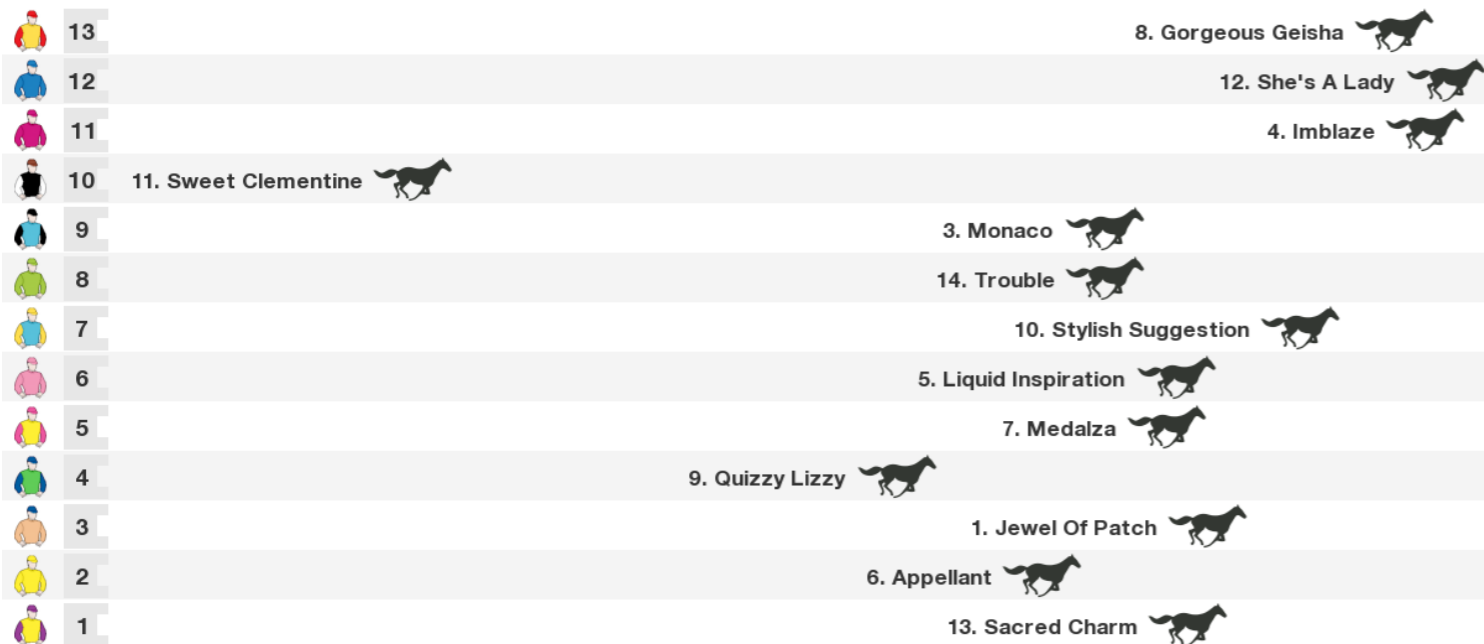 13 8. Gorgeous Geisha
12 12. She's A Lady
11 4. Imblaze
10 11. Sweet Clementine
9 3. Monaco
8 14. Trouble
7 10. Stylish Suggestion
6 5. Liquid Inspiration
5 7. Medalza
4 9. Quizzy Lizzy
3 1. Jewel Of Patch
2 6. Appellant
1 13. Sacred Charm